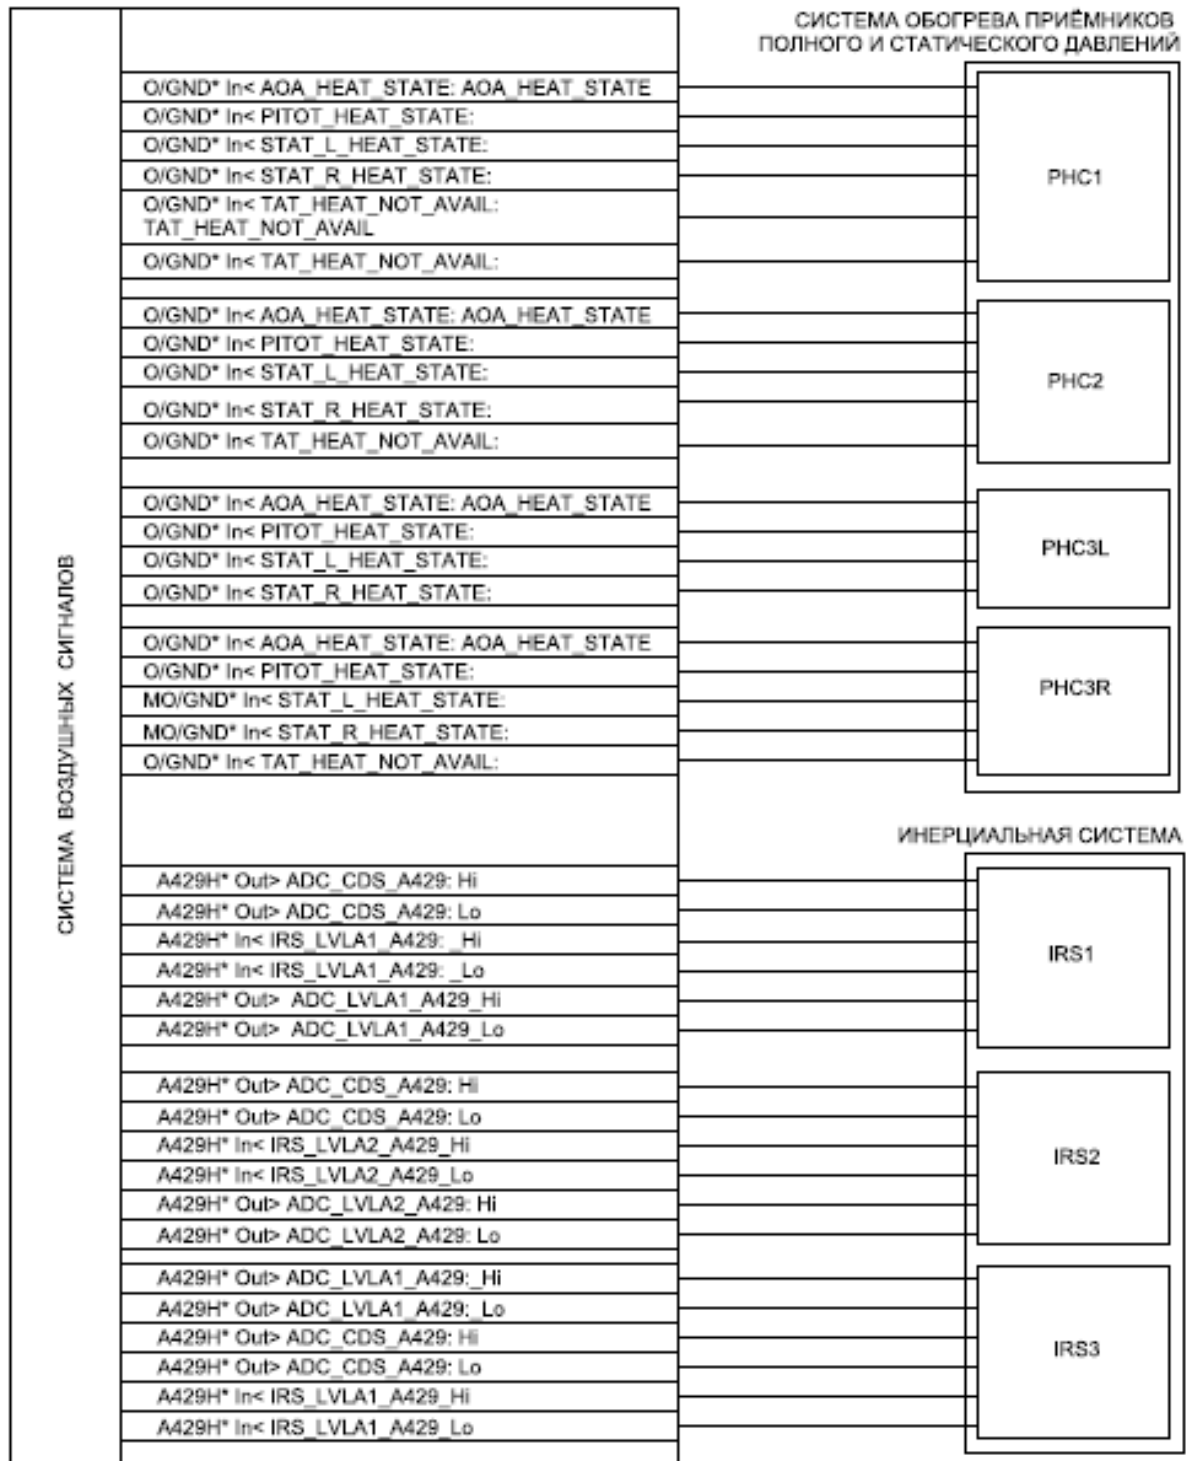 СИСТЕМА ОБОГРЕВА ПРИЁМНИКОВ
ПОЛНОГО И СТАТИЧЕСКОГО ДАВЛЕНИЙ
СИСТЕМА ВОЗДУШНЫХ СИГНАЛОВ
O/GND* In< AOA_HEAT_STATE: AOA_HEAT_STATE
O/GND* In< PITOT_HEAT_STATE:
O/GND* In< STAT_L_HEAT_STATE:
O/GND* In< STAT_R_HEAT_STATE:
O/GND* In< TAT_HEAT_NOT_AVAIL:
TAT_HEAT_NOT_AVAIL
O/GND* In< TAT_HEAT_NOT_AVAIL:
PHC1
O/GND* In< AOA_HEAT_STATE: AOA_HEAT_STATE
O/GND* In< PITOT_HEAT_STATE:
O/GND* In< STAT_L_HEAT_STATE:
O/GND* In< STAT_R_HEAT_STATE:
O/GND* In< TAT_HEAT_NOT_AVAIL:
PHC2
O/GND* In< AOA_HEAT_STATE: AOA_HEAT_STATE
O/GND* In< PITOT_HEAT_STATE:
O/GND* In< STAT_L_HEAT_STATE:
O/GND* In< STAT_R_HEAT_STATE:
PHC3L
O/GND* In< AOA_HEAT_STATE: AOA_HEAT_STATE
O/GND* In< PITOT_HEAT_STATE:
MO/GND* In< STAT_L_HEAT_STATE:
MO/GND* In< STAT_R_HEAT_STATE:
O/GND* In< TAT_HEAT_NOT_AVAIL:
PHC3R
ИНЕРЦИАЛЬНАЯ СИСТЕМА
A429H* Out> ADC_CDS_A429: Hi
A429H* Out> ADC_CDS_A429: Lo
A429H* In< IRS_LVLA1_A429: _Hi
A429H* In< IRS_LVLA1_A429: _Lo
A429H* Out> ADC_LVLA1_A429_Hi
A429H* Out> ADC_LVLA1_A429_Lo
IRS1
A429H* Out> ADC_CDS_A429: Hi
A429H* Out> ADC_CDS_A429: Lo
A429H* In< IRS_LVLA2_A429_Hi
A429H* In< IRS_LVLA2_A429_Lo
A429H* Out> ADC_LVLA2_A429: Hi
A429H* Out> ADC_LVLA2_A429: Lo
IRS2
A429H* Out> ADC_LVLA1_A429:_Hi
A429H* Out> ADC_LVLA1_A429:_Lo
A429H* Out> ADC_CDS_A429: Hi
A429H* Out> ADC_CDS_A429: Lo
A429H* In< IRS_LVLA1_A429_Hi
A429H* In< IRS_LVLA1_A429_Lo
IRS3